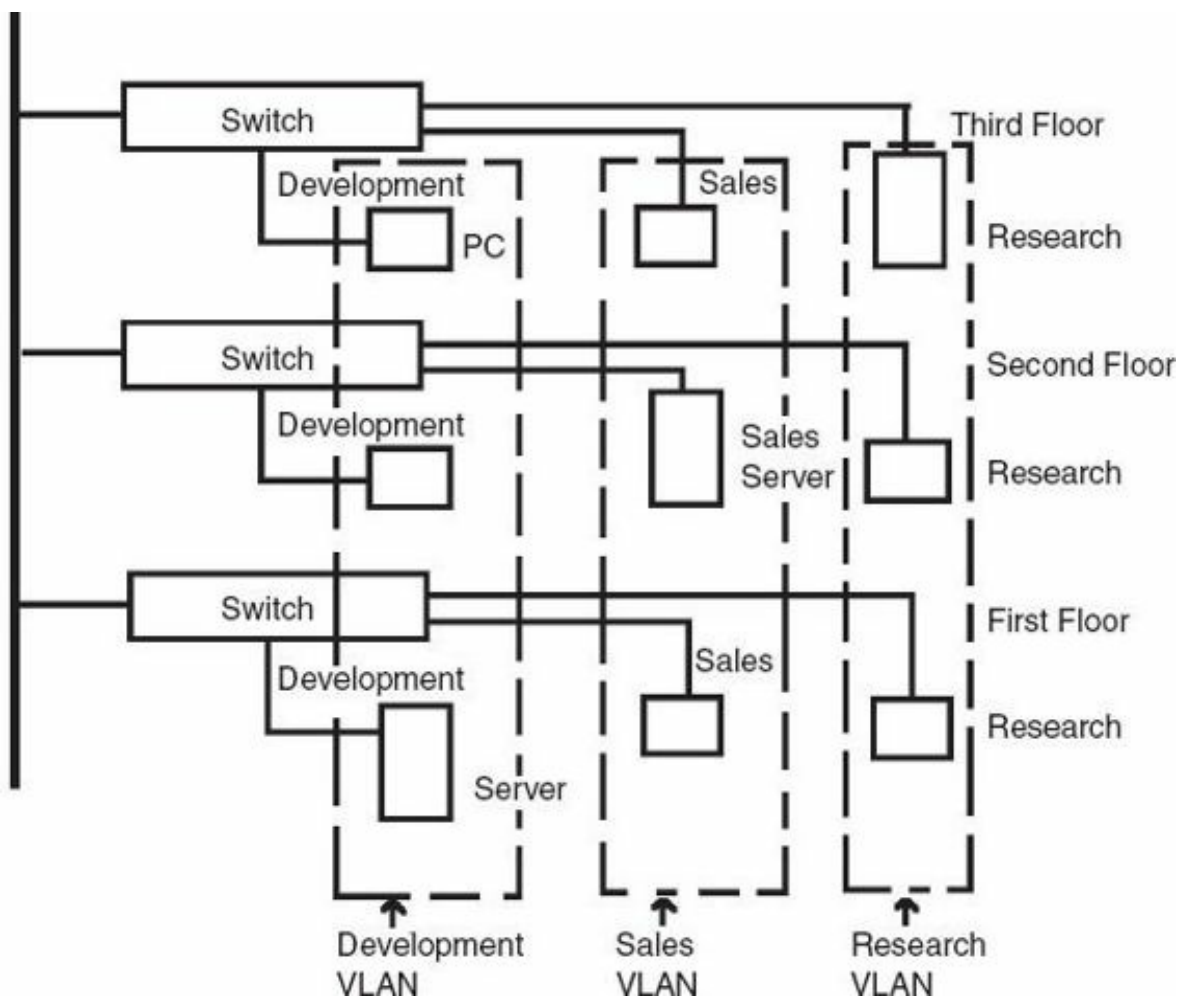 Switch
Third Floor
Development
Sales
PC
Research
Switch
Second Floor
Development
Sales
Server
Research
Switch
First Floor
Development
Sales
Research
Server
Development
VLAN
Sales
VLAN
Research
VLAN